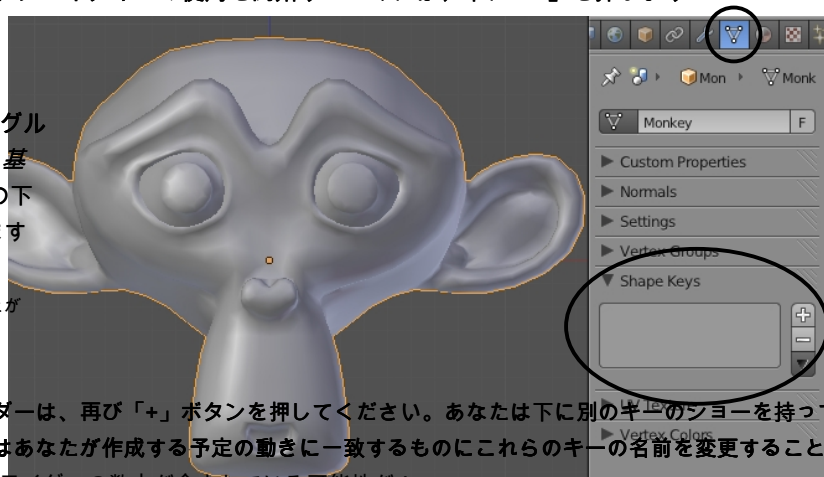 Mon
Monk
Monkey
F
Custom Properties
グル
基
Normals
の下
Settings
す
Vertex Groups
Shape Keys
が
ダーは、再び「+」ボタンを押してください。あなたは下に別のキーのショーを持っ
UV Tex
はあなたが作成する予定の動きに一致するものにこれらのキーの名前を変更すること
Vertex Colors